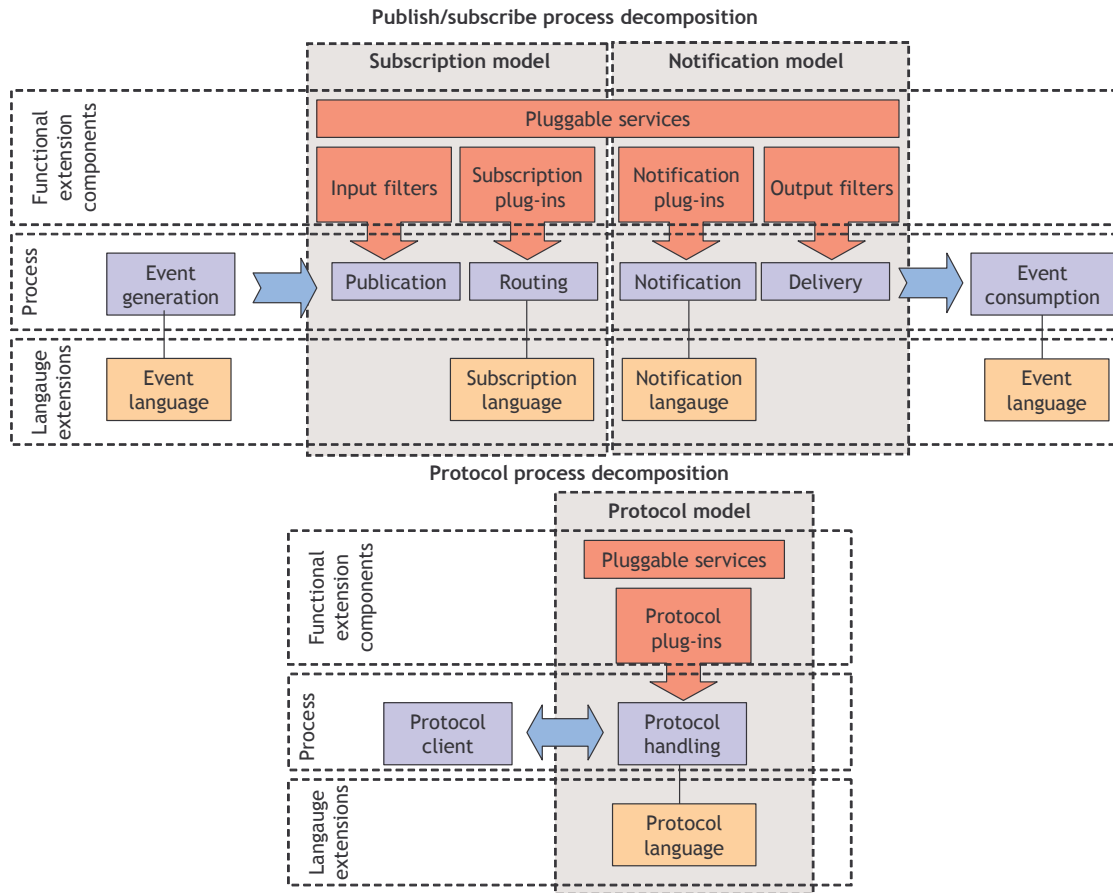 Publish/subscribe process decomposition
Subscription model
Notification model
Functional
extension
components
Pluggable services
Input filters
Subscription
plug-ins
Notification
plug-ins
Output filters
Process
Event
generation
Publication
Routing
Notification
Delivery
Event
consumption
Langauge
extensions
Event
language
Subscription
language
Notification
langauge
Event
language
Protocol process decomposition
Protocol model
Functional
extension
components
Pluggable services
Protocol
plug-ins
Process
Protocol
client
Protocol
handling
Langauge
extensions
Protocol
language